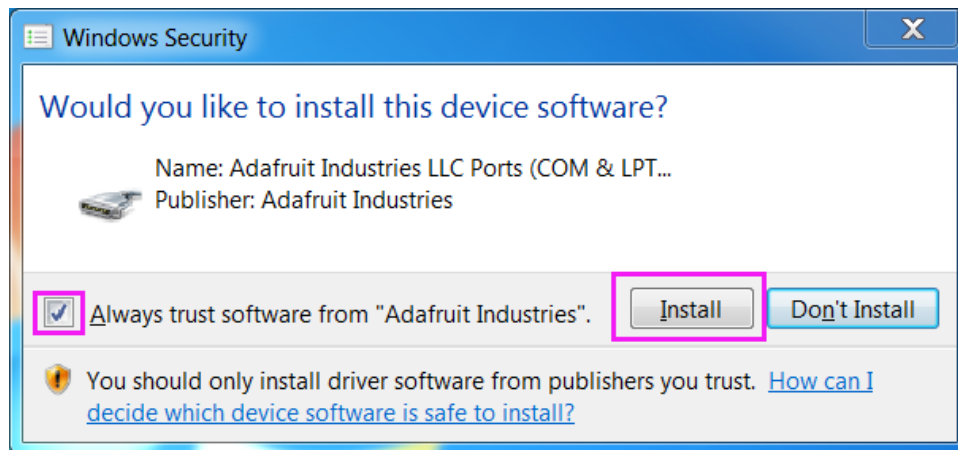 Windows Security
X
Would you like to install this device software?
Name: Adafruit Industries LLC Ports (COM & LPT...
Publisher: Adafruit Industries
Always trust software from "Adafruit Industries".
Install
Don't Install
You should only install driver software from publishers you trust. How can I
decide which device software is safe to install?